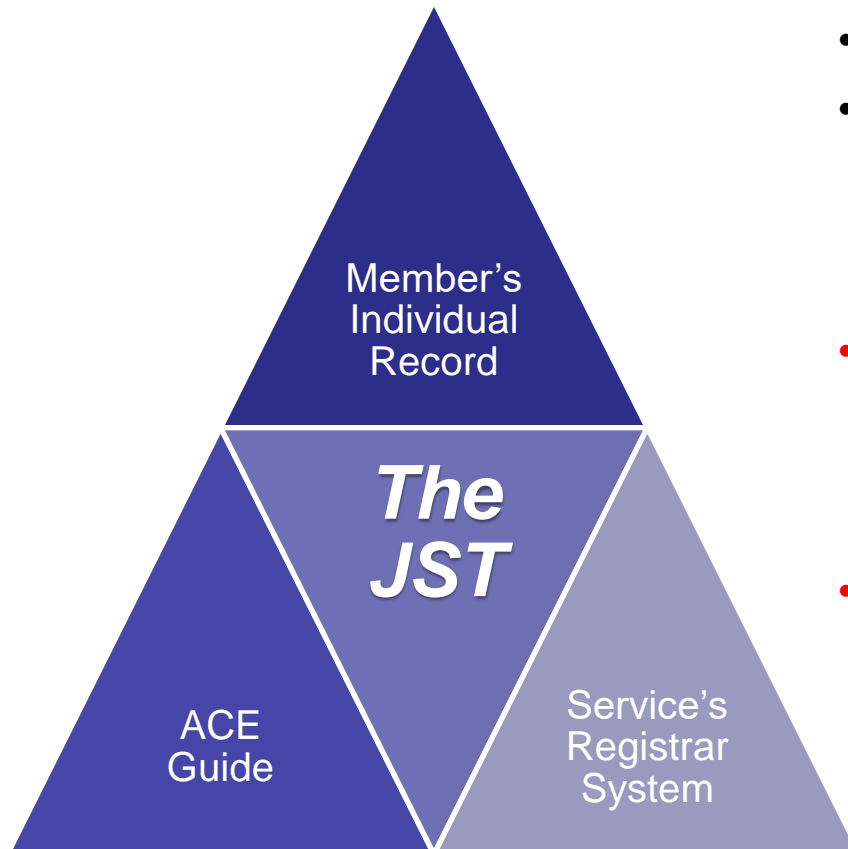 Member’s
Individual
Record
The
JST
ACE
Guide
Service’s
Registrar
System